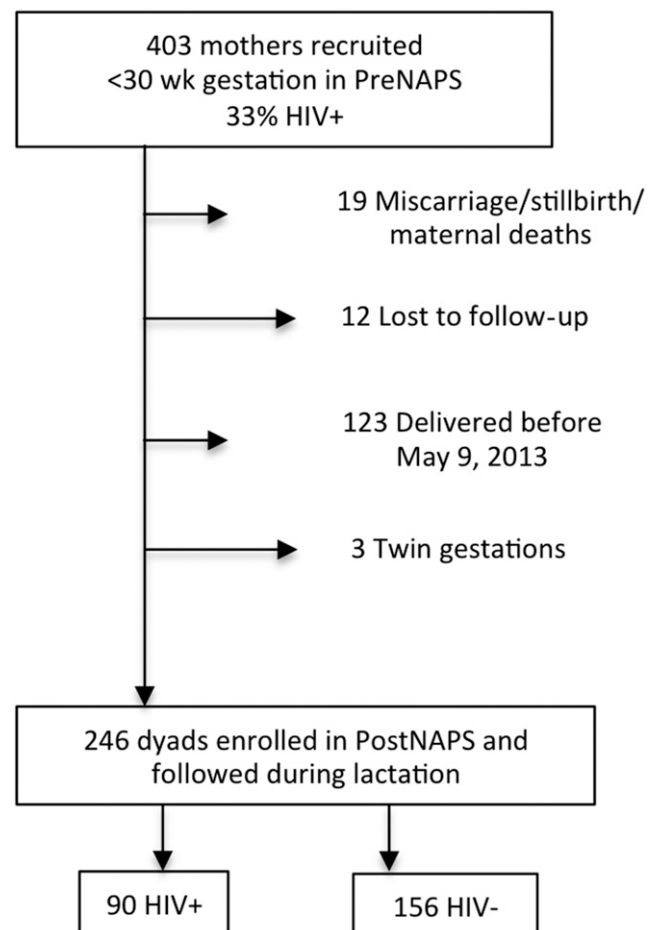 403 mothers recruited
<30 wk gestation in PreNAPS
33% HIV+
19 Miscarriage/stillbirth/
maternal deaths
12 Lost to follow-up
123 Delivered before
May 9, 2013
3 Twin gestations
246 dyads enrolled in PostNAPS and
followed during lactation
90 HIV+
156 HIV-